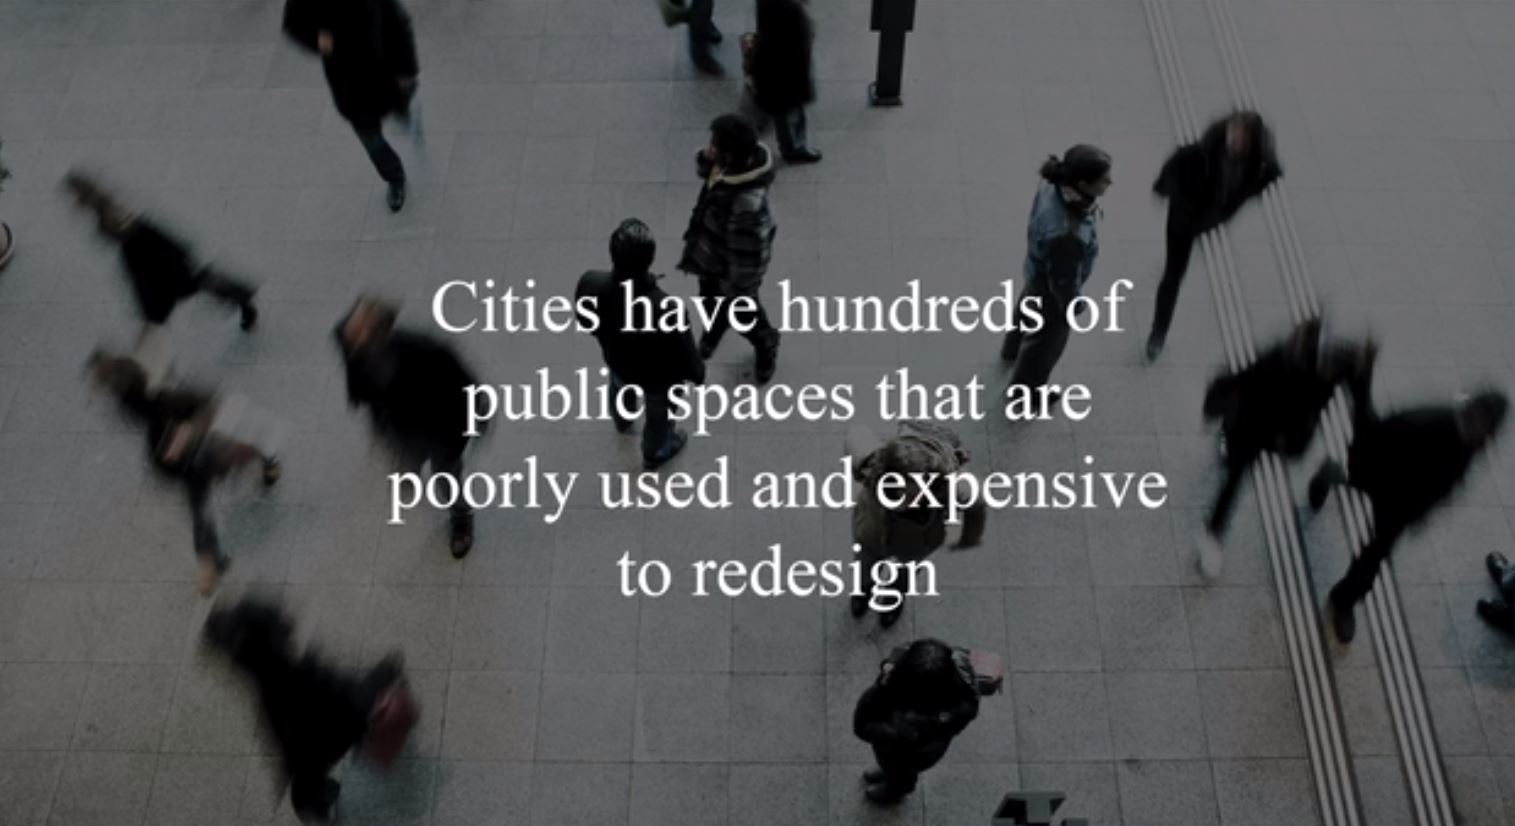 Cities have hundreds of
public spaces that are
poorly used and expensive
to redesign